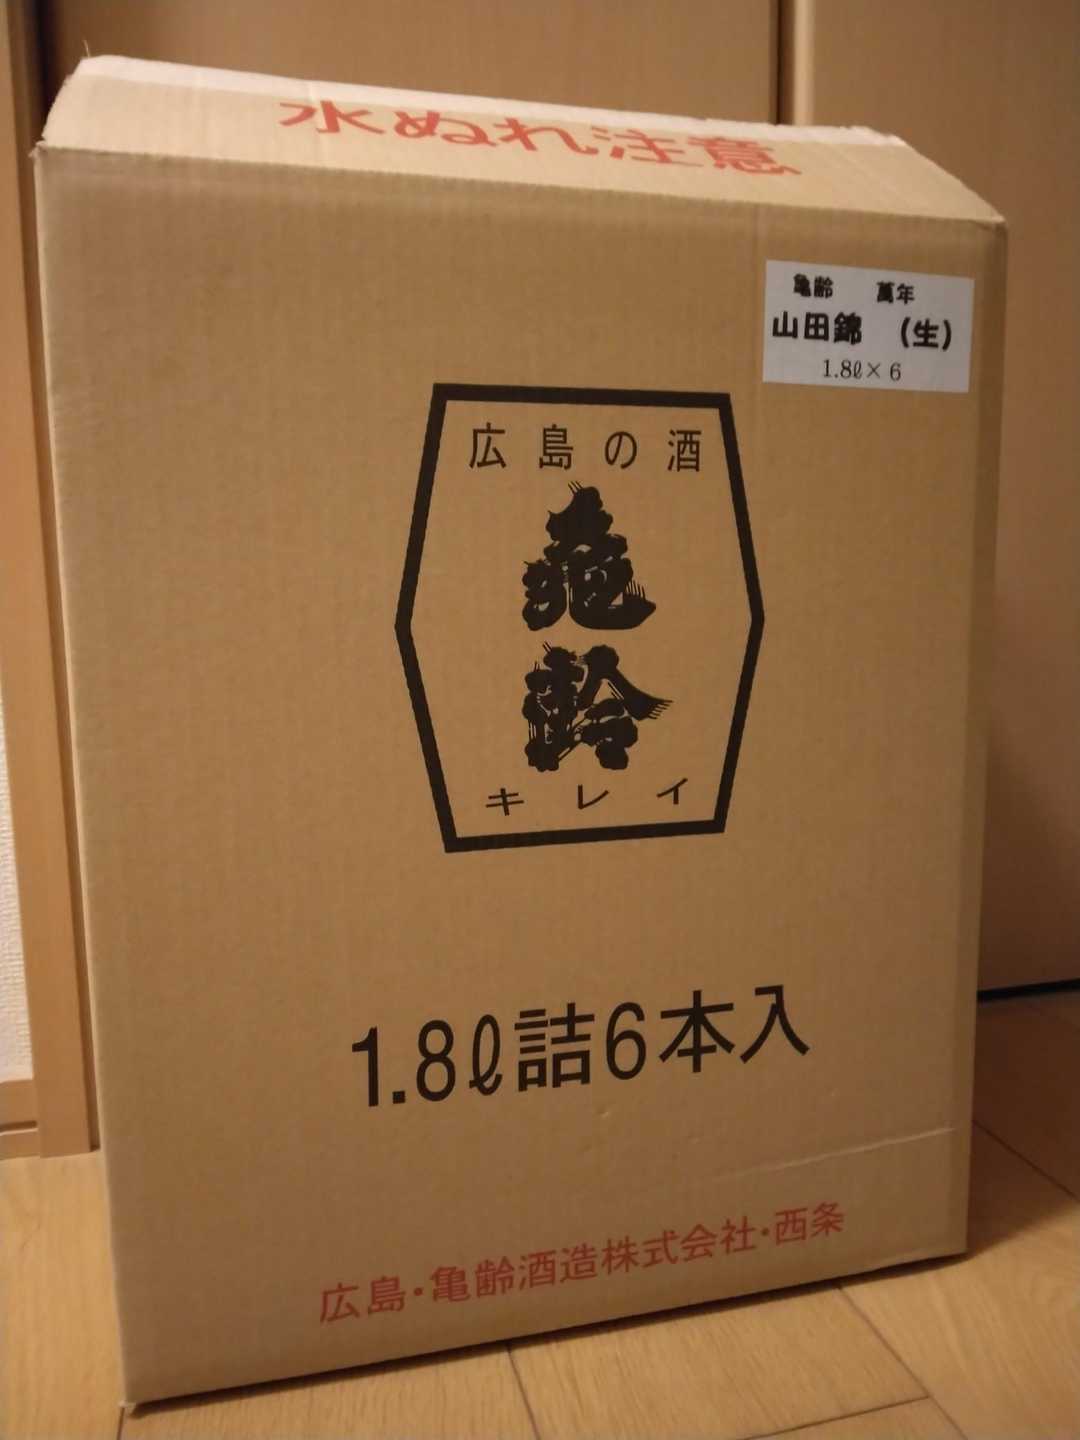 水ぬれ注意
亀齢　萬年
山田錦　(生)
1.8ℓ×6
広島の酒
亀齢
キレイ
1.8ℓ詰6本入
広島・亀齢酒造株式会社・西条